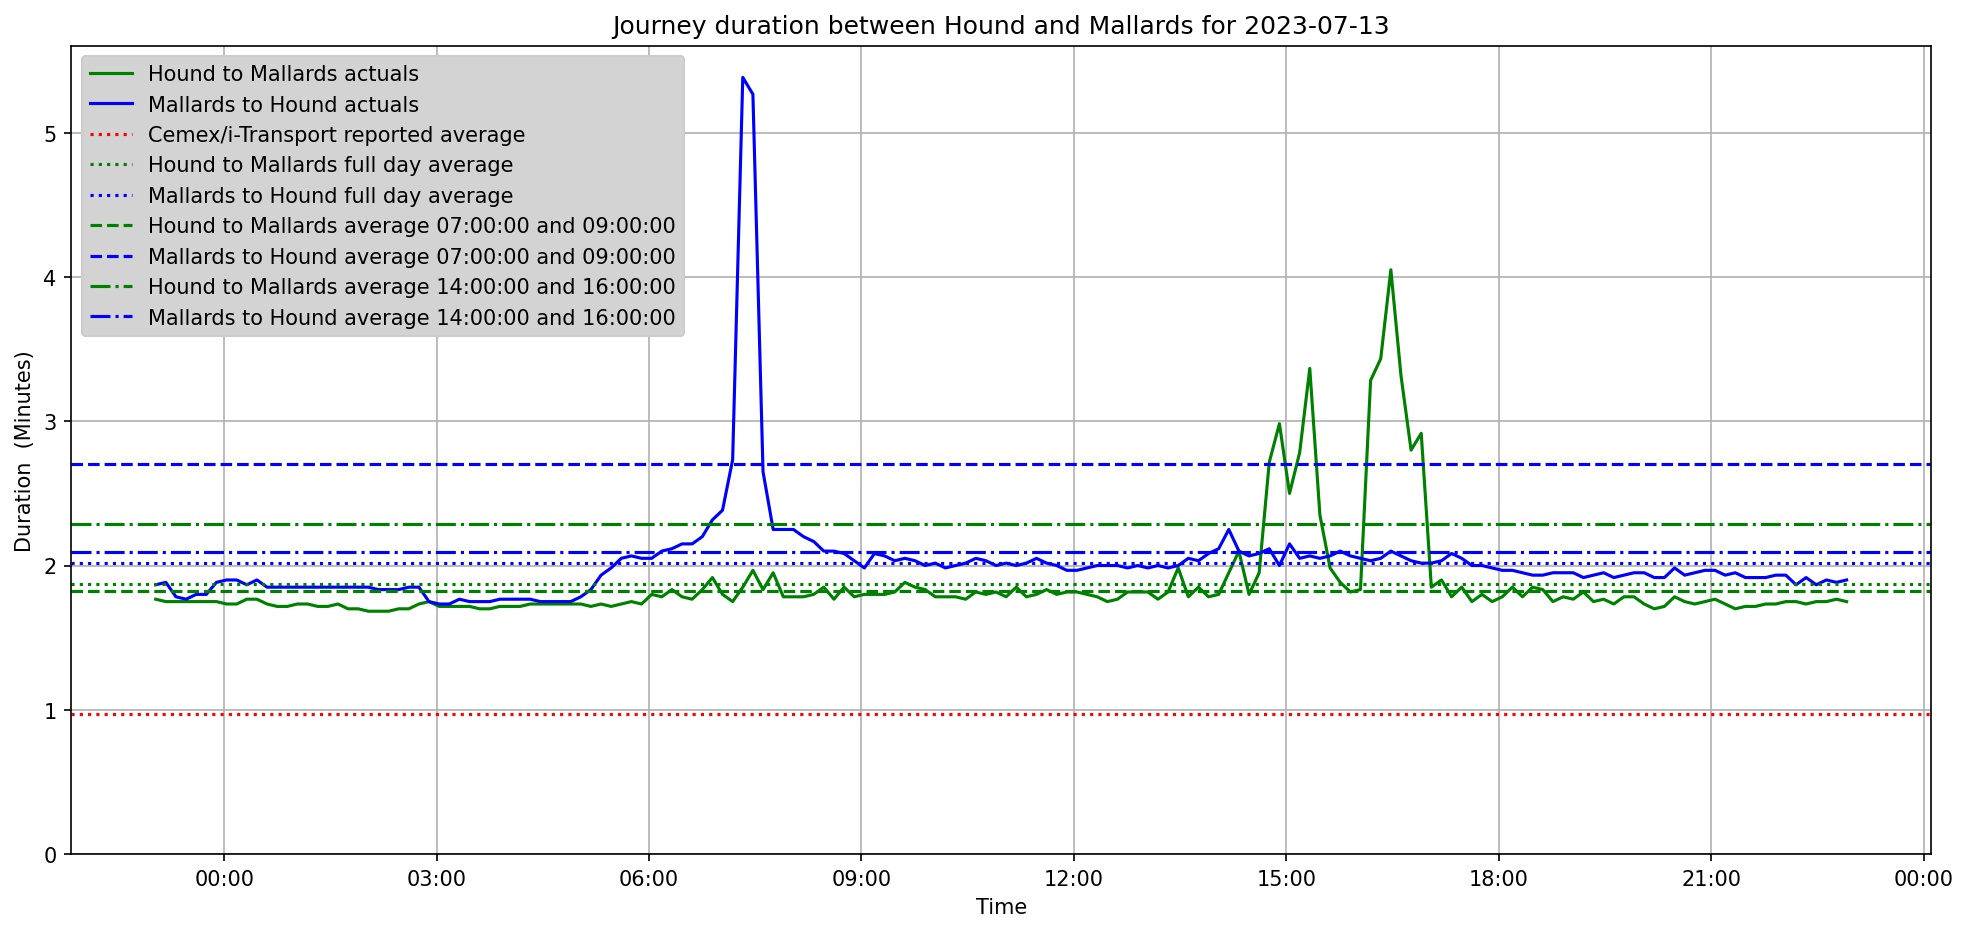 Journey duration between Hound and Mallards for 2023-07-13
Hound to Mallards actuals
Mallards to Hound actuals
Cemex/i-Transport reported average
Hound to Mallards full day average
Mallards to Hound full day average
Hound to Mallards average 07:00:00 and 09:00:00
Mallards to Hound average 07:00:00 and 09:00:00
Hound to Mallards average 14:00:00 and 16:00:00
Mallards to Hound average 14:00:00 and 16:00:00
Duration (Minutes)
5
4
3
2
1
0
00:00 03:00 06:00 09:00 12:00 15:00 18:00 21:00 00:00
Time